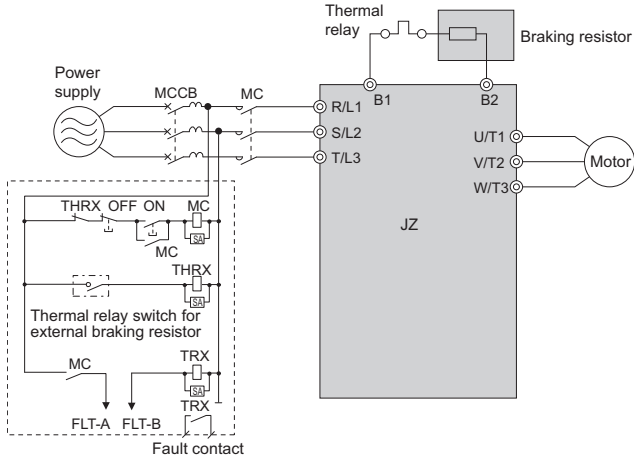 Thermal
relay
Braking resistor
Power
supply
MCCB
MC
B1
B2
R/L1
S/L2
T/L3
U/T1
V/T2
W/T3
Motor
JZ
THRX OFF ON
MC
SA
MC
THRX
SA
Thermal relay switch for
external braking resistor
MC
TRX
SA
FLT-A
FLT-B
TRX
Fault contact